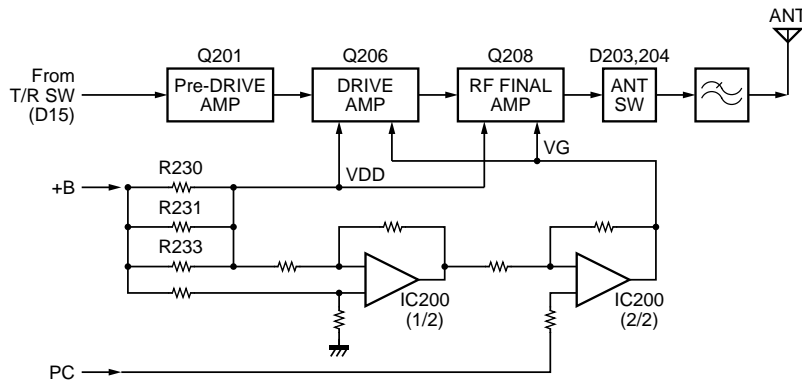 ANT
Q201
Q206
Q208
D203,204
From
T/R SW
(D15)
Pre-DRIVE
AMP
DRIVE
AMP
RF FINAL
AMP
ANT
SW
VG
VDD
+B
R230
R231
R233
IC200
(1/2)
IC200
(2/2)
PC